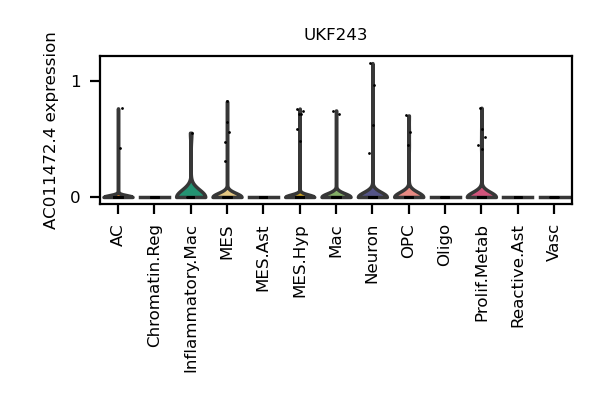 UKF243
AC011472.4 expression
1
0
AC
Chromatin.Reg
Inflammatory.Mac
MES
MES.Ast
MES.Hyp
Mac
Neuron
OPC
Oligo
Prolif.Metab
Reactive.Ast
Vasc